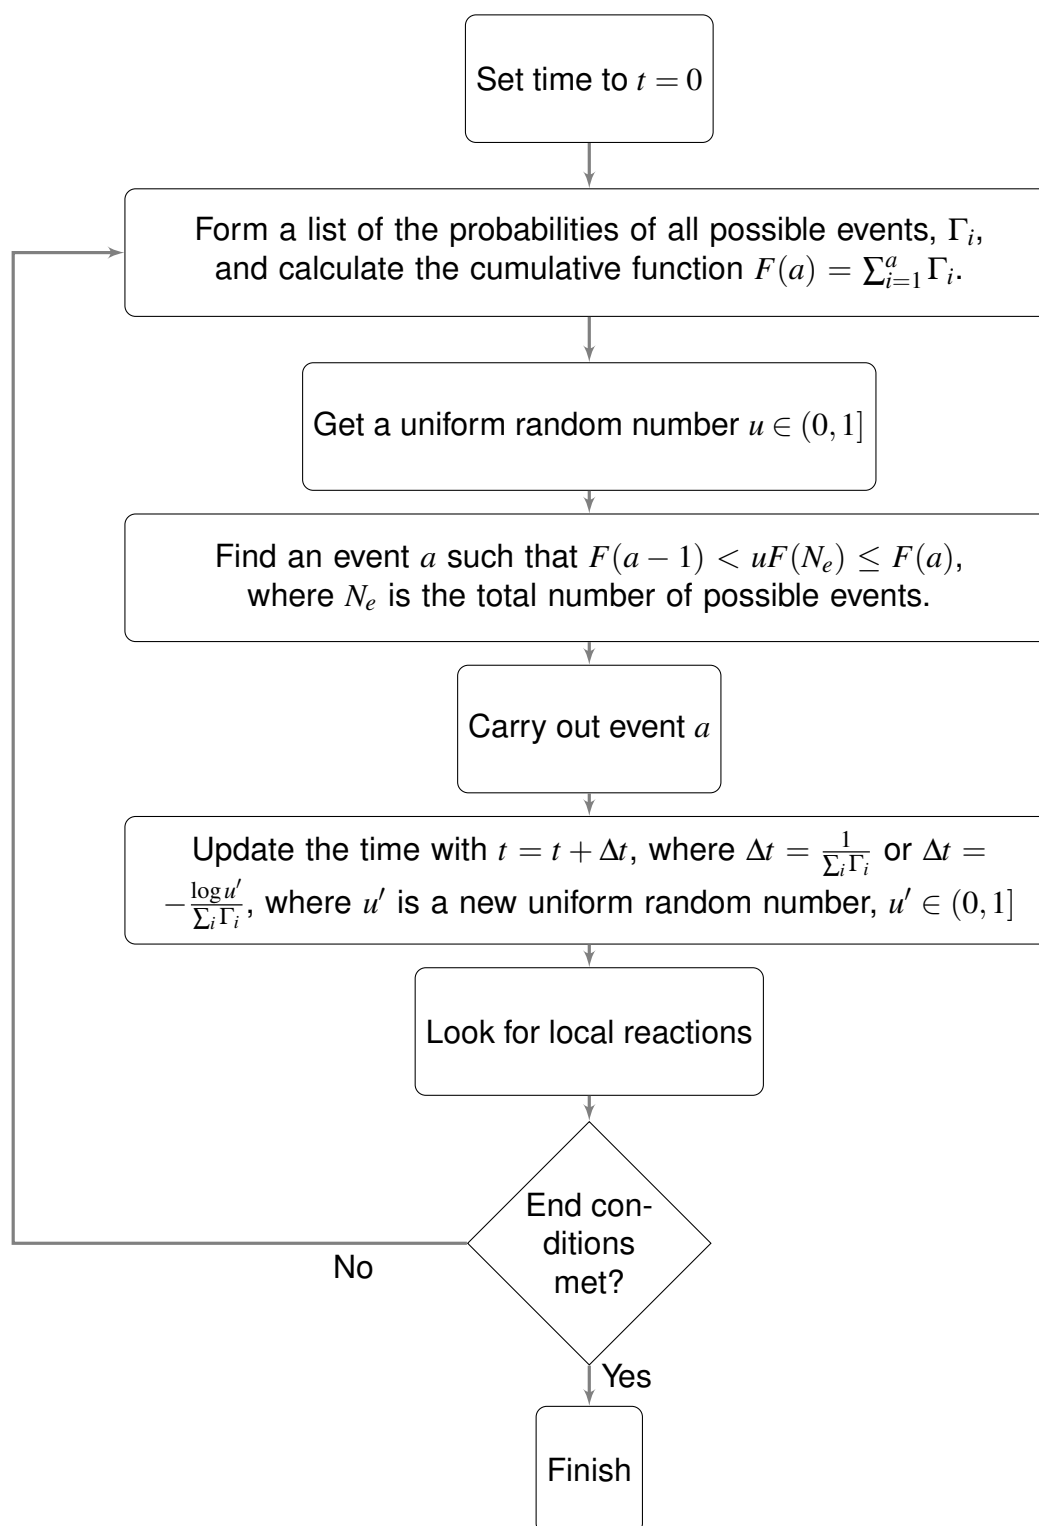 Set time to t = 0
Form a list of the probabilities of all possible events, Γ_i,
and calculate the cumulative function F(a) = ∑_{i=1}^{a} Γ_i.
Get a uniform random number u ∈ (0, 1]
Find an event a such that F(a − 1) < uF(N_e) ≤ F(a),
where N_e is the total number of possible events.
Carry out event a
Update the time with t = t + Δt, where Δt = 1/∑_i Γ_i or Δt =
−log u′/∑_i Γ_i, where u′ is a new uniform random number, u′ ∈ (0, 1]
Look for local reactions
End con-
ditions
met?
No
Yes
Finish